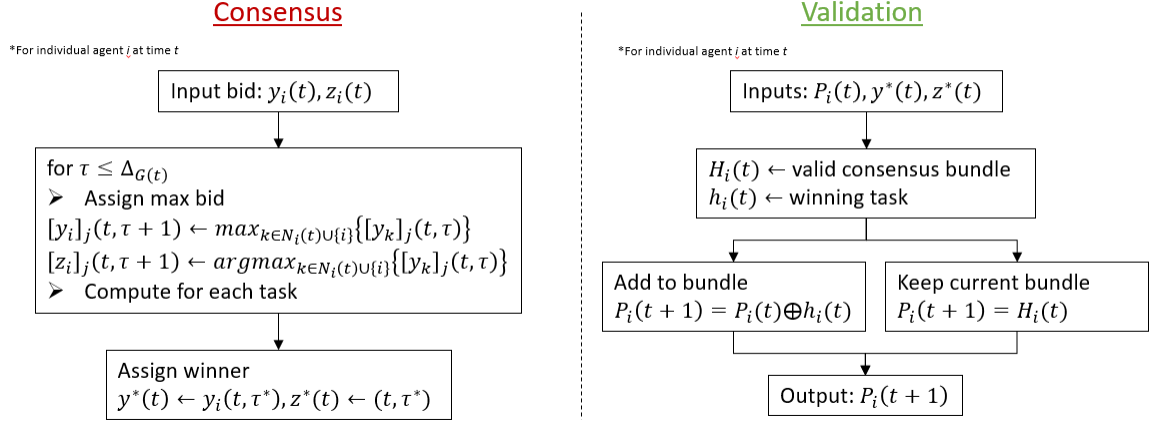 Consensus
*For individual agent i at time t
Input bid: yᵢ(t), zᵢ(t)
for τ ≤ Δ_G(t)
➢ Assign max bid
[yᵢ]ⱼ(t, τ + 1) ← max_{k∈Nᵢ(t)∪{i}}{[yₖ]ⱼ(t, τ)}
[zᵢ]ⱼ(t, τ + 1) ← argmax_{k∈Nᵢ(t)∪{i}}{[yₖ]ⱼ(t, τ)}
➢ Compute for each task
Assign winner
y*(t) ← yᵢ(t, τ*), z*(t) ← (t, τ*)
Validation
*For individual agent i at time t
Inputs: Pᵢ(t), y*(t), z*(t)
Hᵢ(t) ← valid consensus bundle
hᵢ(t) ← winning task
Add to bundle
Pᵢ(t + 1) = Pᵢ(t)⊕hᵢ(t)
Keep current bundle
Pᵢ(t + 1) = Hᵢ(t)
Output: Pᵢ(t + 1)